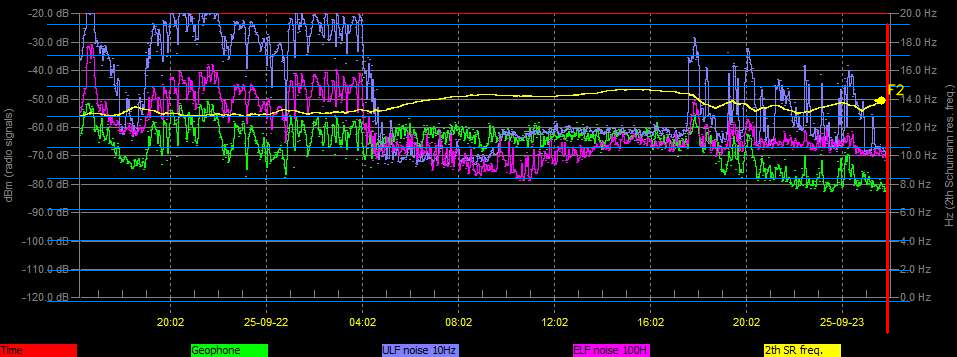 -20.0 dB
20.0 Hz
-30.0 dB
18.0 Hz
-40.0 dB
16.0 Hz
F2
-50.0 dB
14.0 Hz
-60.0 dB
12.0 Hz
-70.0 dB
10.0 Hz
-80.0 dB
8.0 Hz
-90.0 dB
6.0 Hz
-100.0 dB
4.0 Hz
-110.0 dB
2.0 Hz
-120.0 dB
0.0 Hz
dBm (radio signals)
Hz (2th Schumann res. freq.)
20:02 25-09-22 04:02 08:02 12:02 16:02 20:02 25-09-23
Time Geophone ULF noise 10Hz ELF noise 100H 2th SR freq.